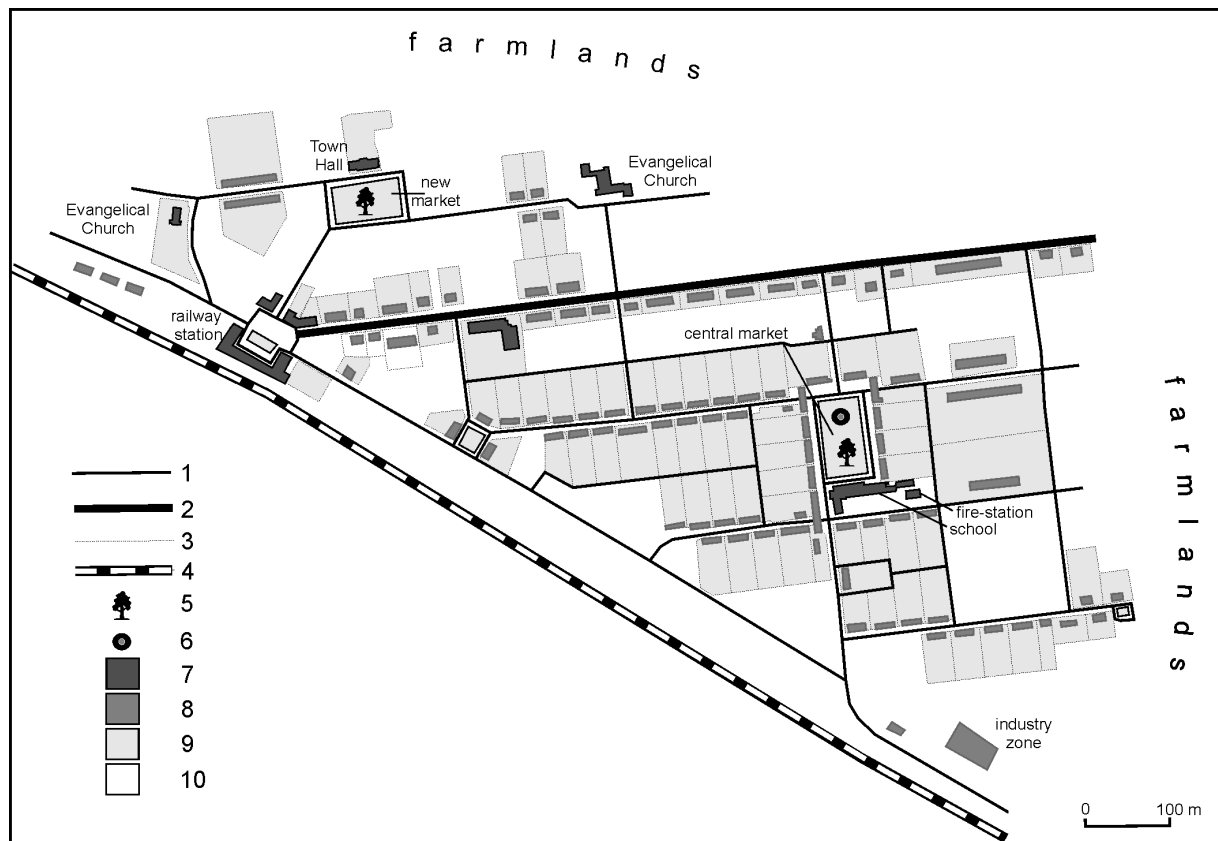 farmlands
Town
Hall
new
market
Evangelical
Church
Evangelical
Church
railway
station
central market
farmlands
fire-station
school
industry
zone
1
2
3
4
5
6
7
8
9
10
0 100 m